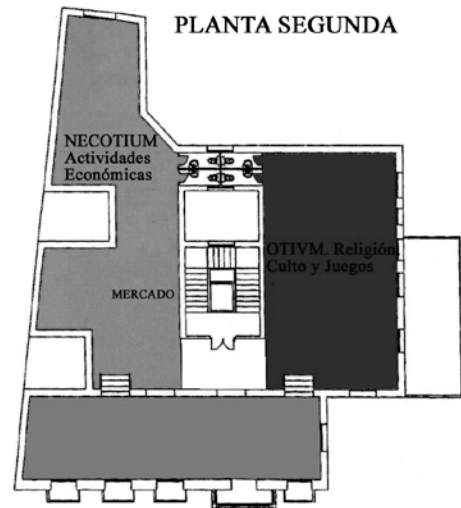 PLANTA SEGUNDA
NECOTIUM
Actividades
Económicas
OTIVM. Religión,
Culto y Juegos
MERCADO